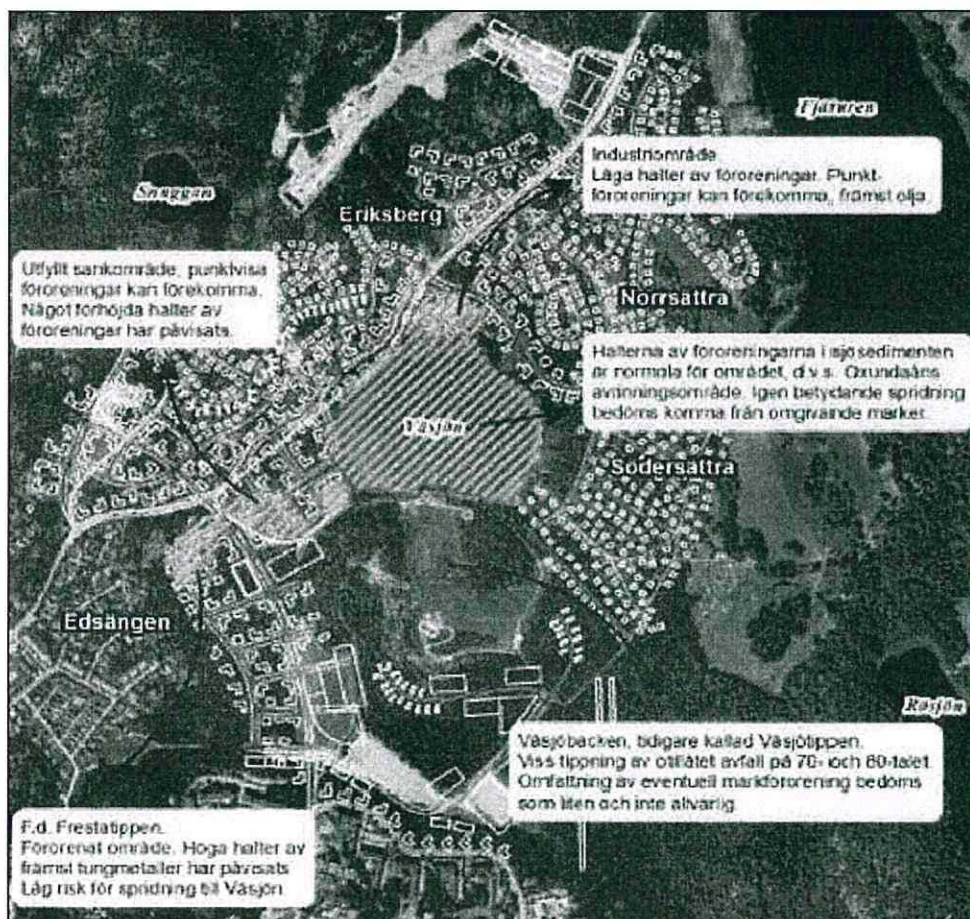 Fjäturen
Industriområde
Låga halter av föroreningar. Punkt-
föroreningar kan förekomma, främst olja.
Snuggan
Eriksberg
Utfyllt sankområde, punktvisa
föroreningar kan förekomma.
Något förhöjda halter av
föroreningar har påvisats.
Norrsättra
Halterna av föroreningarna i sjösedimenten
är normala för området, d.v.s. Oxundaåns
avrinningsområde. Igen betydande spridning
bedöms komma från omgivande marker.
Väsjön
Södersättra
Edsängen
Rösjön
Väsjöbacken, tidigare kallad Väsjötippen.
Viss tippning av otillåtet avfall på 70- och 80-talet.
Omfattning av eventuell markförorening bedöms
som liten och inte allvarlig.
F.d. Frestatippen.
Förorenat område. Höga halter av
främst tungmetaller har påvisats.
Låg risk för spridning till Väsjön.